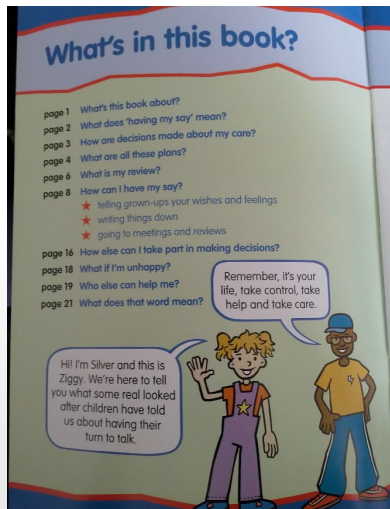 What's in this book?
page 1 What's this book about?
page 2 What does 'having my say' mean?
page 3 How are decisions made about my care?
page 4 What are all these plans?
page 6 What is my review?
page 8 How can I have my say?
telling grown-ups your wishes and feelings
writing things down
going to meetings and reviews
page 16 How else can I take part in making decisions?
page 18 What if I'm unhappy?
page 19 Who else can help me?
page 21 What does that word mean?
Remember, it's your
life, take control, take
help and take care.
Hi! I'm Silver and this is
Ziggy. We're here to tell
you what some real looked
after children have told
us about having their
turn to talk.